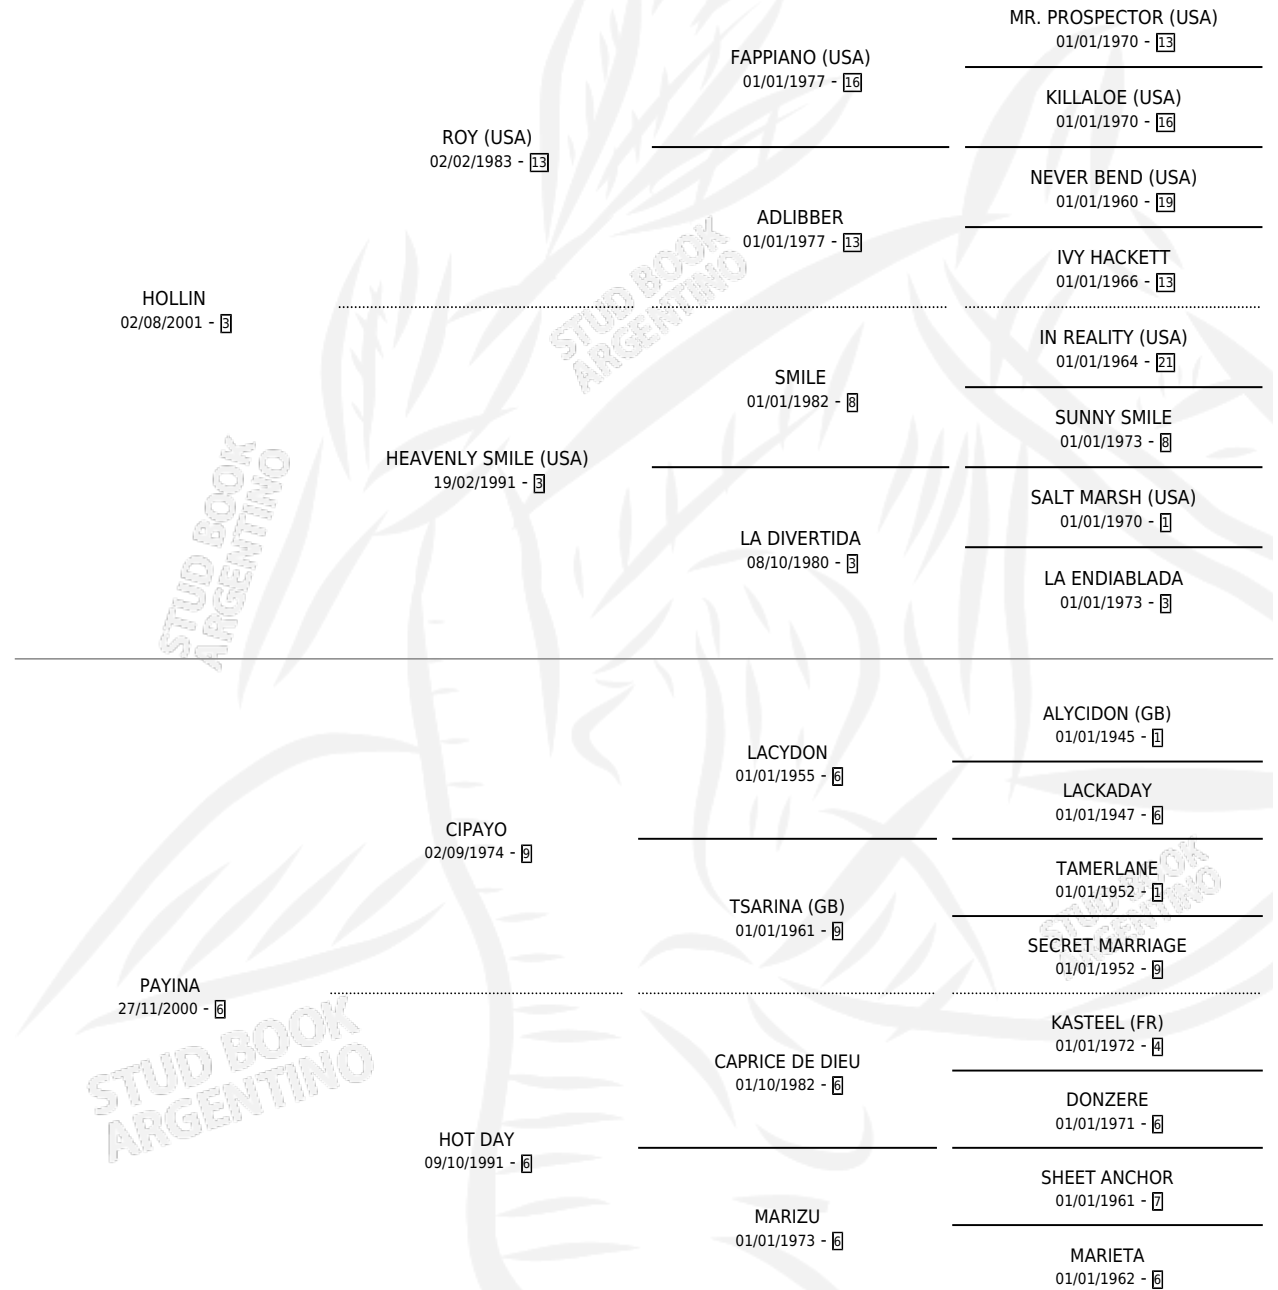 MR. PROSPECTOR (USA)
01/01/1970 - 13
FAPPIANO (USA)
01/01/1977 - 16
KILLALOE (USA)
01/01/1970 - 16
ROY (USA)
02/02/1983 - 13
NEVER BEND (USA)
01/01/1960 - 19
ADLIBBER
01/01/1977 - 13
IVY HACKETT
01/01/1966 - 13
HOLLIN
02/08/2001 - 3
STUD BOOK
ARGENTINO
IN REALITY (USA)
01/01/1964 - 21
SMILE
01/01/1982 - 8
SUNNY SMILE
01/01/1973 - 8
HEAVENLY SMILE (USA)
19/02/1991 - 3
SALT MARSH (USA)
01/01/1970 - 1
LA DIVERTIDA
08/10/1980 - 3
LA ENDIABLADA
01/01/1973 - 3
STUD BOOK
ARGENTINO
ALYCIDON (GB)
01/01/1945 - 1
LACYDON
01/01/1955 - 6
LACKADAY
01/01/1947 - 6
CIPAYO
02/09/1974 - 9
TAMERLANE
01/01/1952 - 1
TSARINA (GB)
01/01/1961 - 9
SECRET MARRIAGE
01/01/1952 - 9
STUD BOOK
ARGENTINO
PAYINA
27/11/2000 - 6
KASTEEL (FR)
01/01/1972 - 4
CAPRICE DE DIEU
01/10/1982 - 6
DONZERE
01/01/1971 - 6
STUD BOOK
ARGENTINO
HOT DAY
09/10/1991 - 6
SHEET ANCHOR
01/01/1961 - 7
MARIZU
01/01/1973 - 6
MARIETA
01/01/1962 - 6